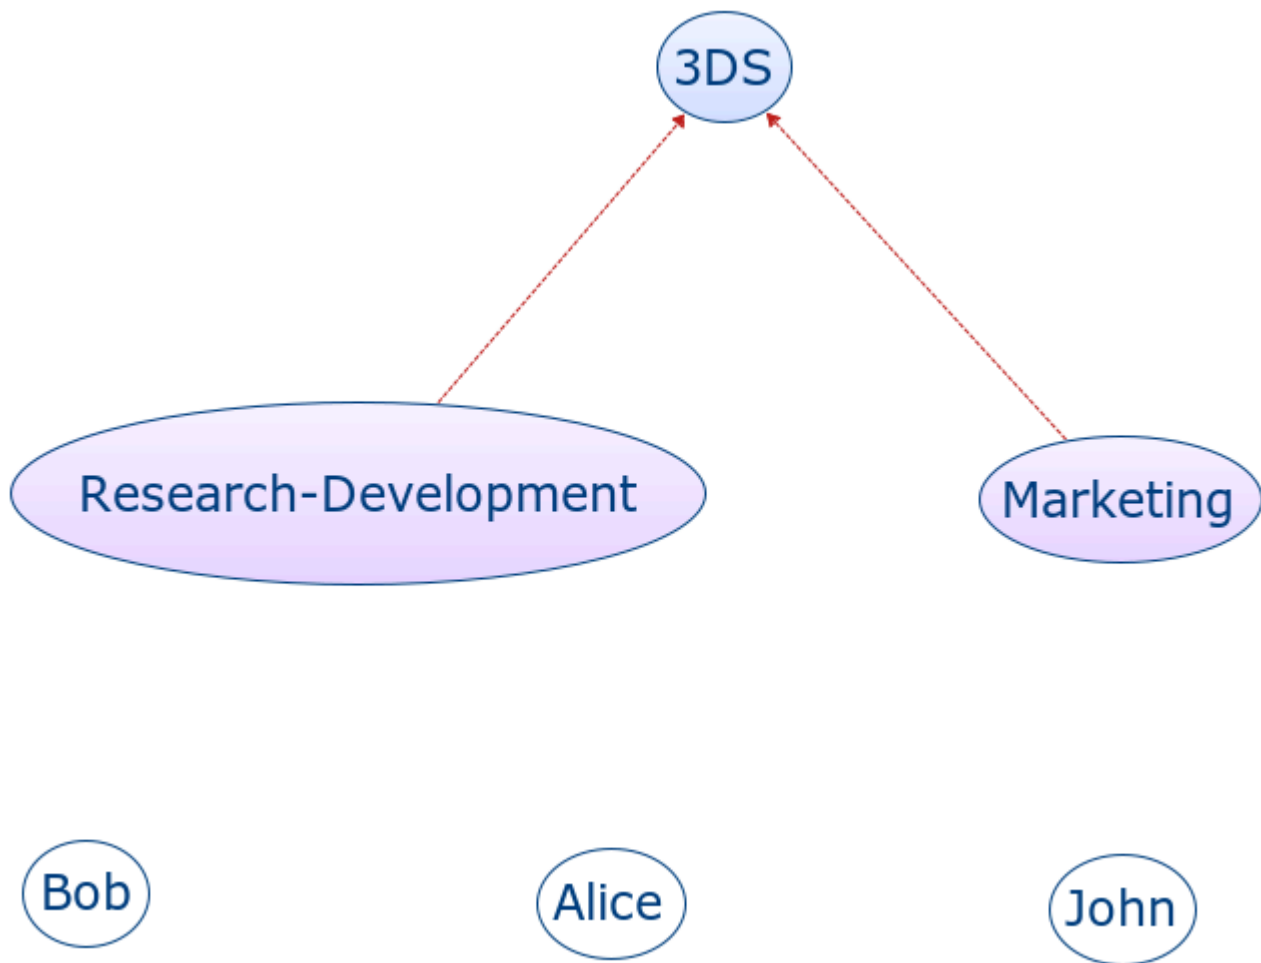 3DS
Research-Development
Marketing
Bob
Alice
John